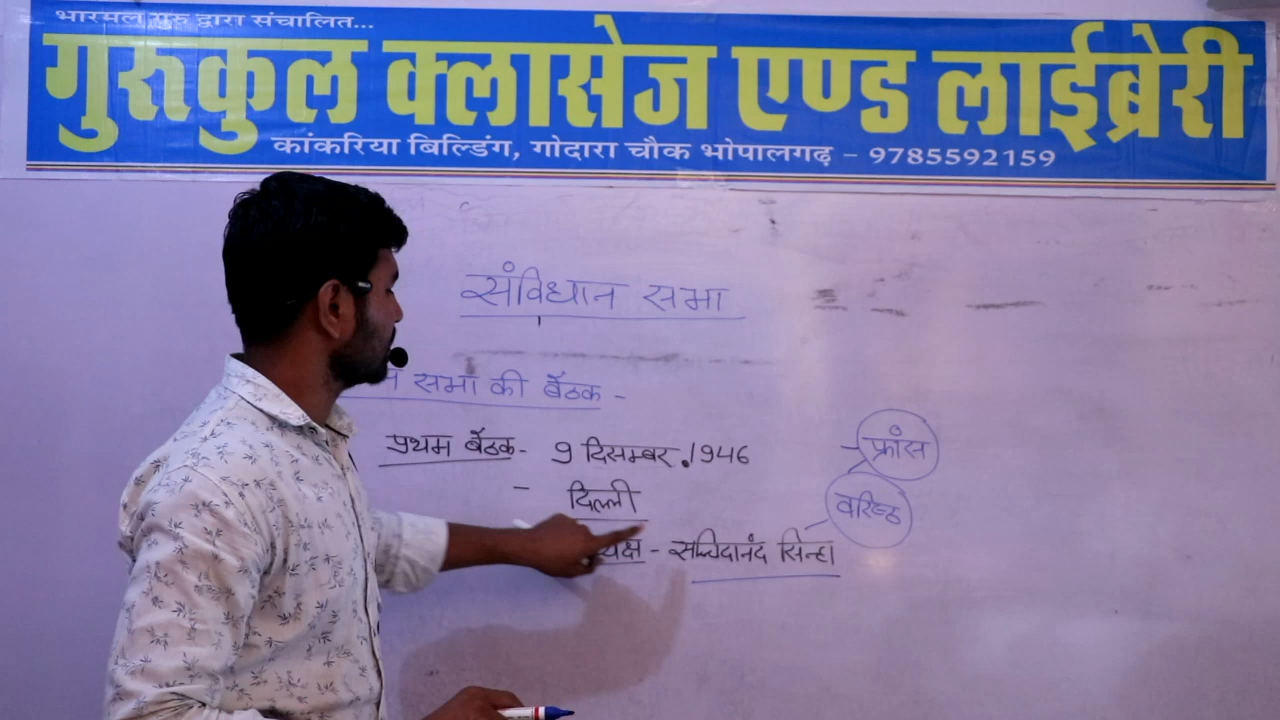 भारमल गुरु द्वारा संचालित...
गुरुकुल क्लासेज एण्ड लाईब्रेरी
कांकरिया बिल्डिंग, गोदारा चौक भोपालगढ़ - 9785592159
संविधान सभा
सभा की बैठक -
प्रथम बैठक - 9 दिसम्बर.1946
- फ्रांस
- दिल्ली
वरिष्ठ
- सच्चिदानंद सिन्हा